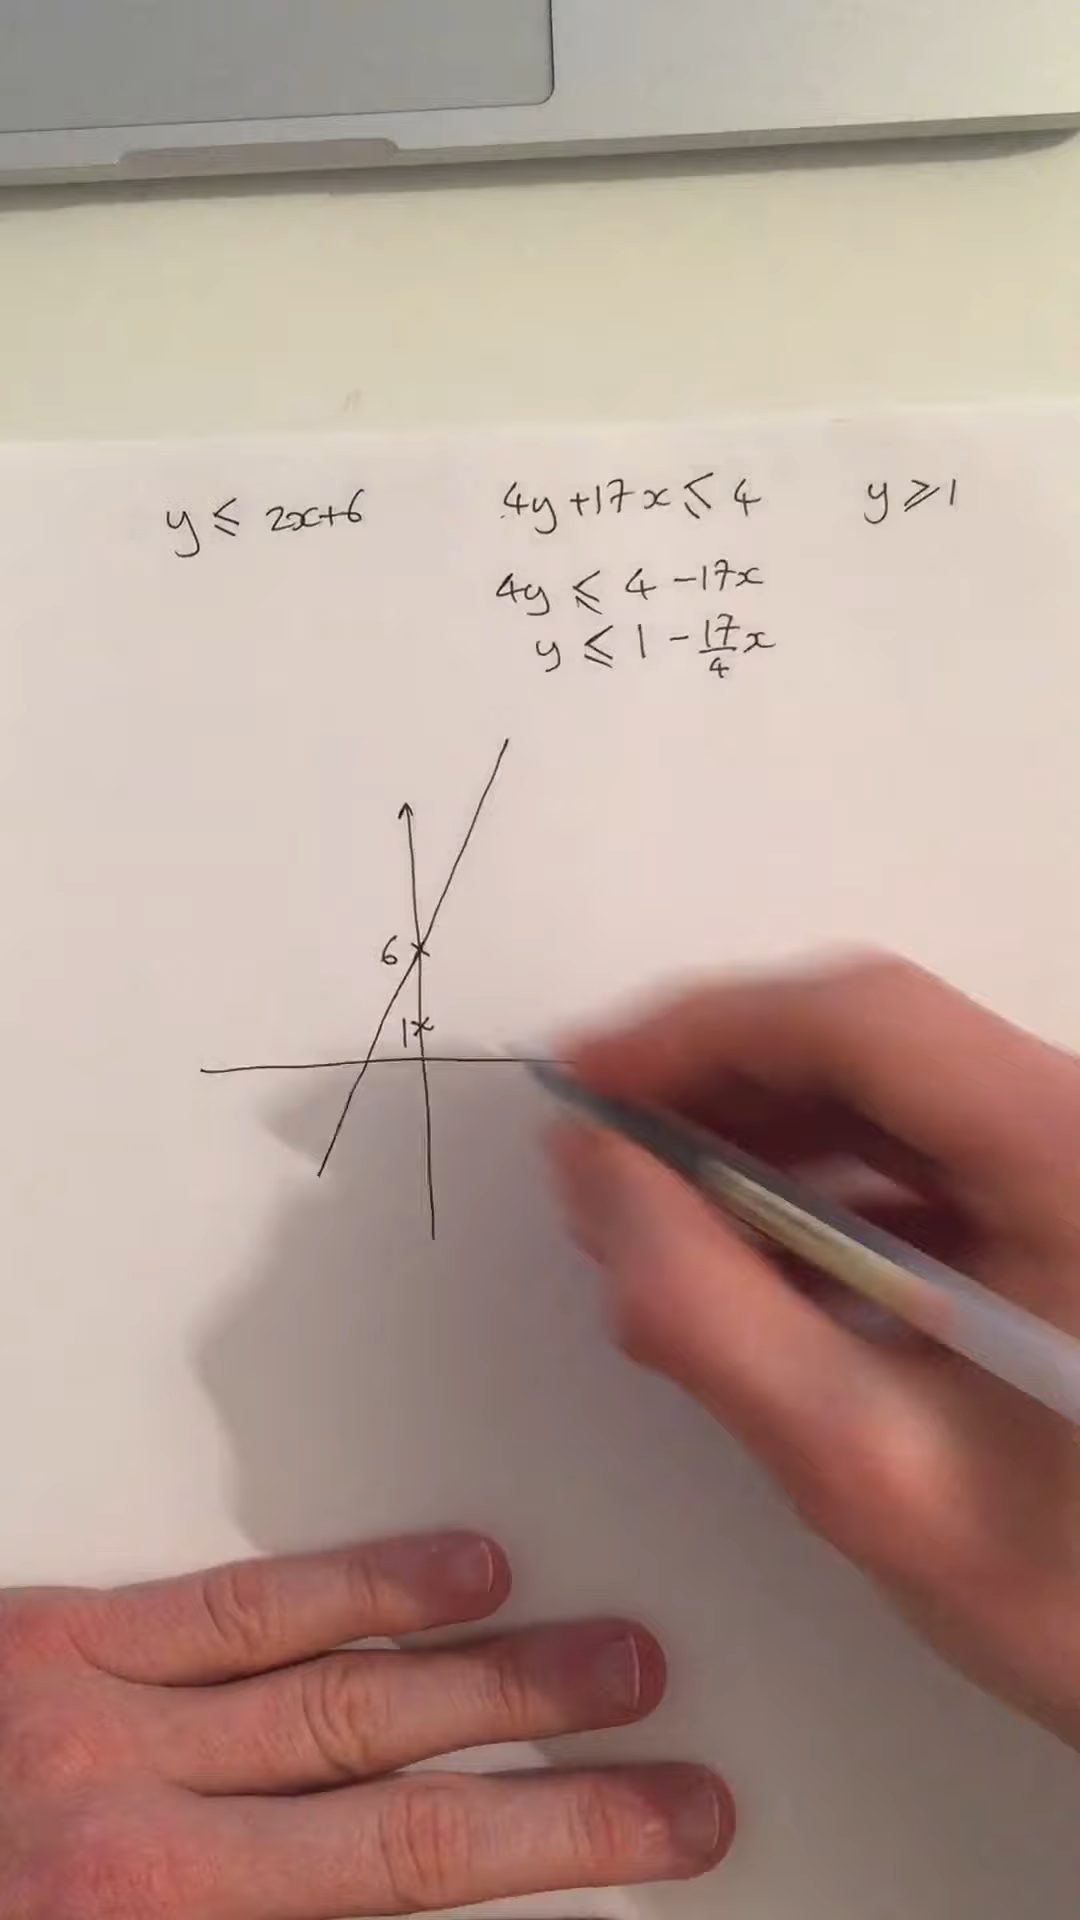 y ⩽ 2x+6 4y+17x ⩽ 4 y ⩾ 1
4y ⩽ 4 -17x
y ⩽ 1 - 17/4 x
6
1